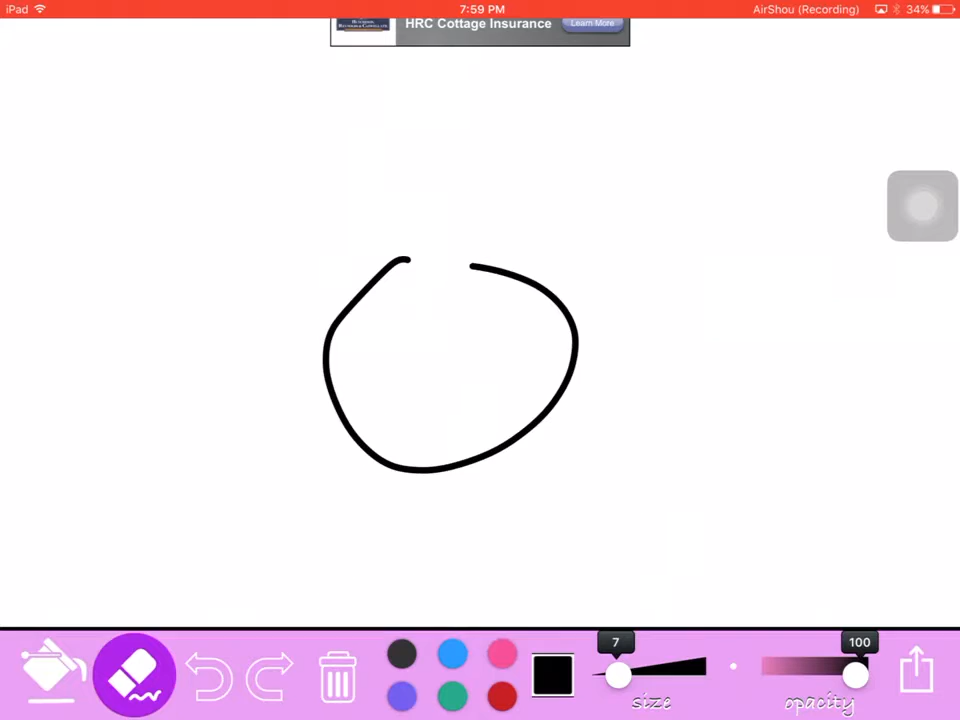 iPad 7:59 PM AirShou (Recording) 34%
HRC Cottage Insurance Learn More
7 100
size opacity